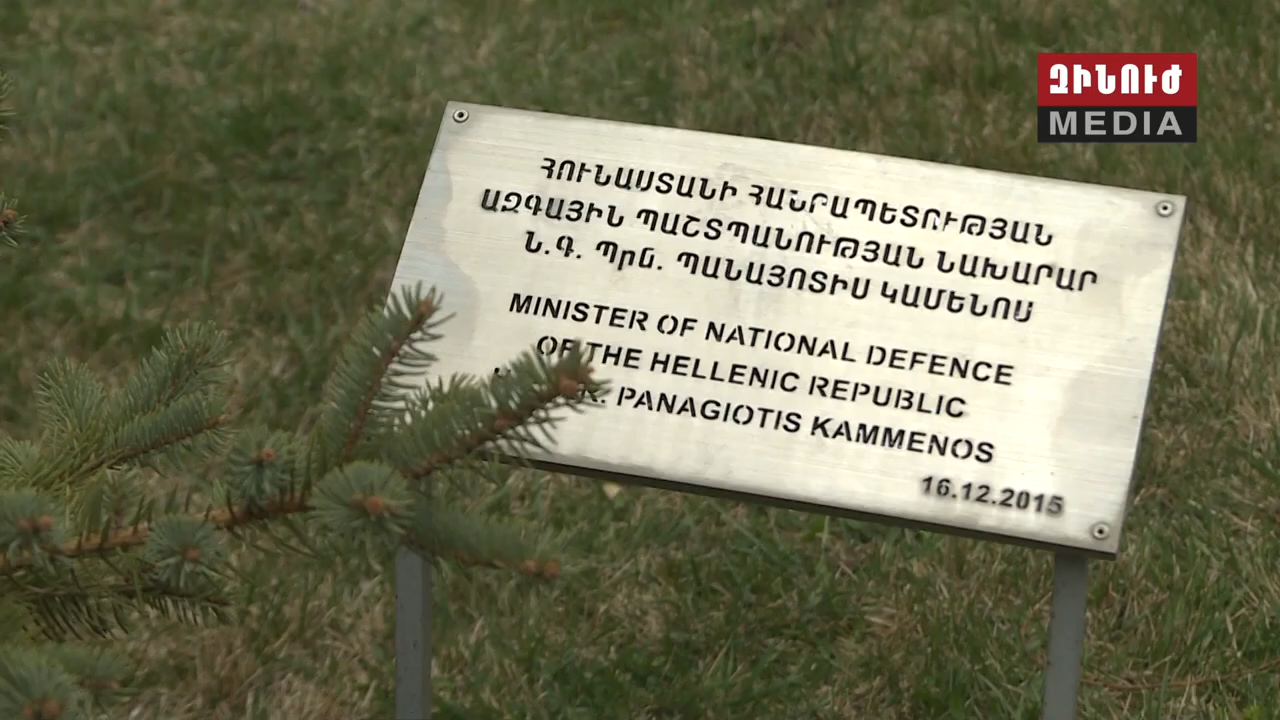 ՀՈՒՆԱՍՏԱՆԻ ՀԱՆՐԱՊԵՏՈՒԹՅԱՆ
ԱԶԳԱՅԻՆ ՊԱՇՏՊԱՆՈՒԹՅԱՆ ՆԱԽԱՐԱՐ
Ն.Գ. Պրն. ՊԱՆԱՅՈՏԻՍ ԿԱՄԵՆՈՍ
MINISTER OF NATIONAL DEFENCE
OF THE HELLENIC REPUBLIC
PANAGIOTIS KAMMENOS
16.12.2015
ԶԻՆՈՒԺ
MEDIA